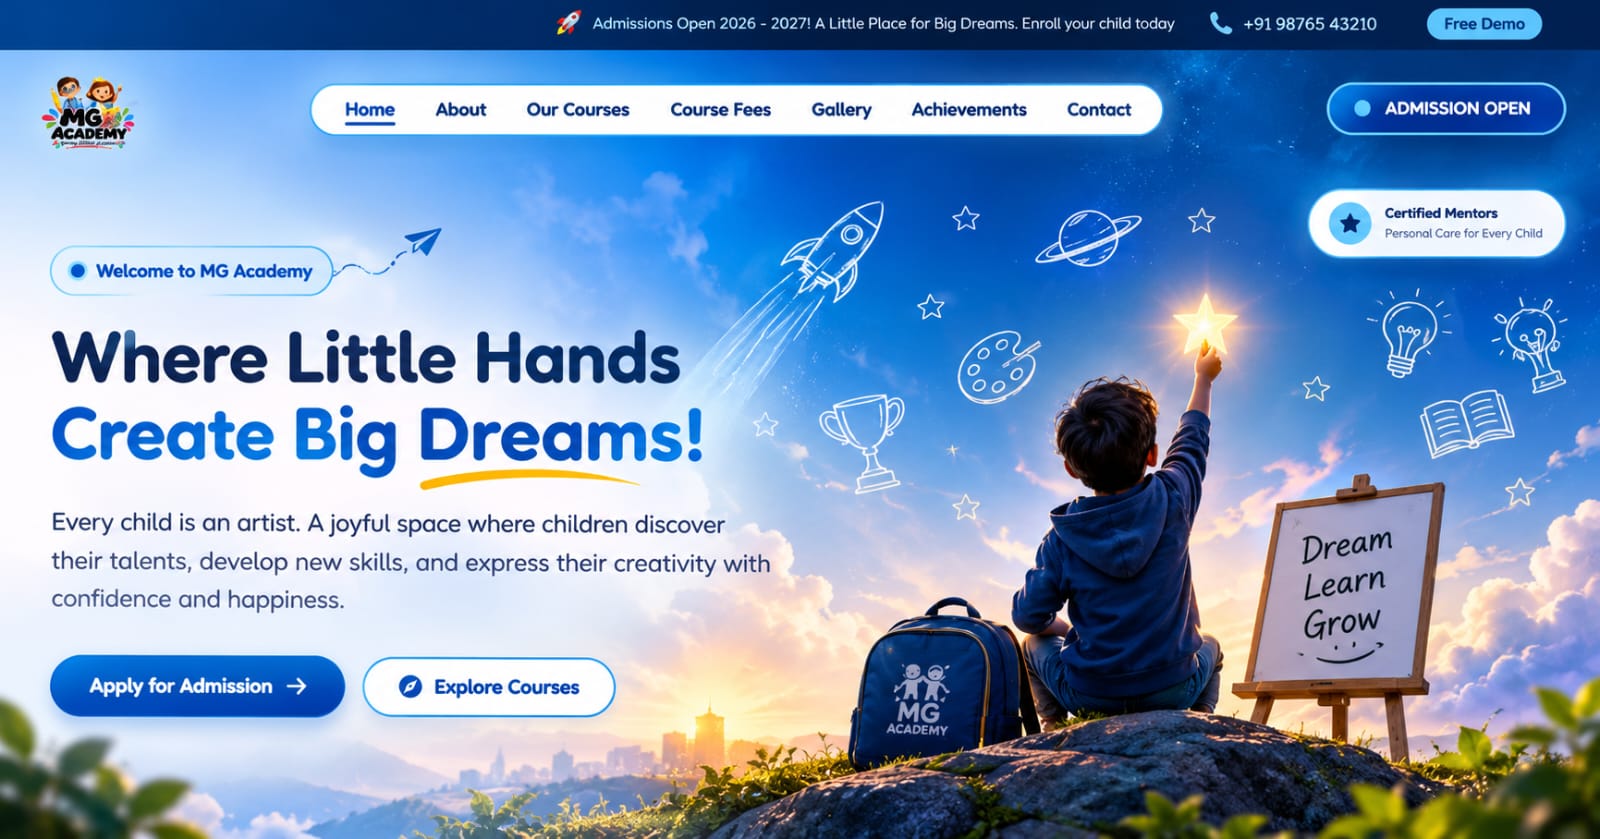 Admissions Open 2026 - 2027! A Little Place for Big Dreams. Enroll your child today
+91 98765 43210
Free Demo
MG
ACADEMY
Home
About
Our Courses
Course Fees
Gallery
Achievements
Contact
ADMISSION OPEN
Certified Mentors
Personal Care for Every Child
Welcome to MG Academy
Where Little Hands
Create Big Dreams!
Every child is an artist. A joyful space where children discover
their talents, develop new skills, and express their creativity with
confidence and happiness.
Apply for Admission
Explore Courses
MG
ACADEMY
Dream
Learn
Grow